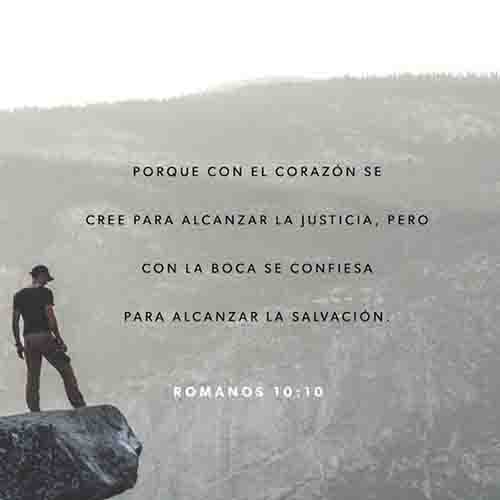 PORQUE CON EL CORAZÓN SE
CREE PARA ALCANZAR LA JUSTICIA, PERO
CON LA BOCA SE CONFIESA
PARA ALCANZAR LA SALVACIÓN.
ROMANOS 10:10